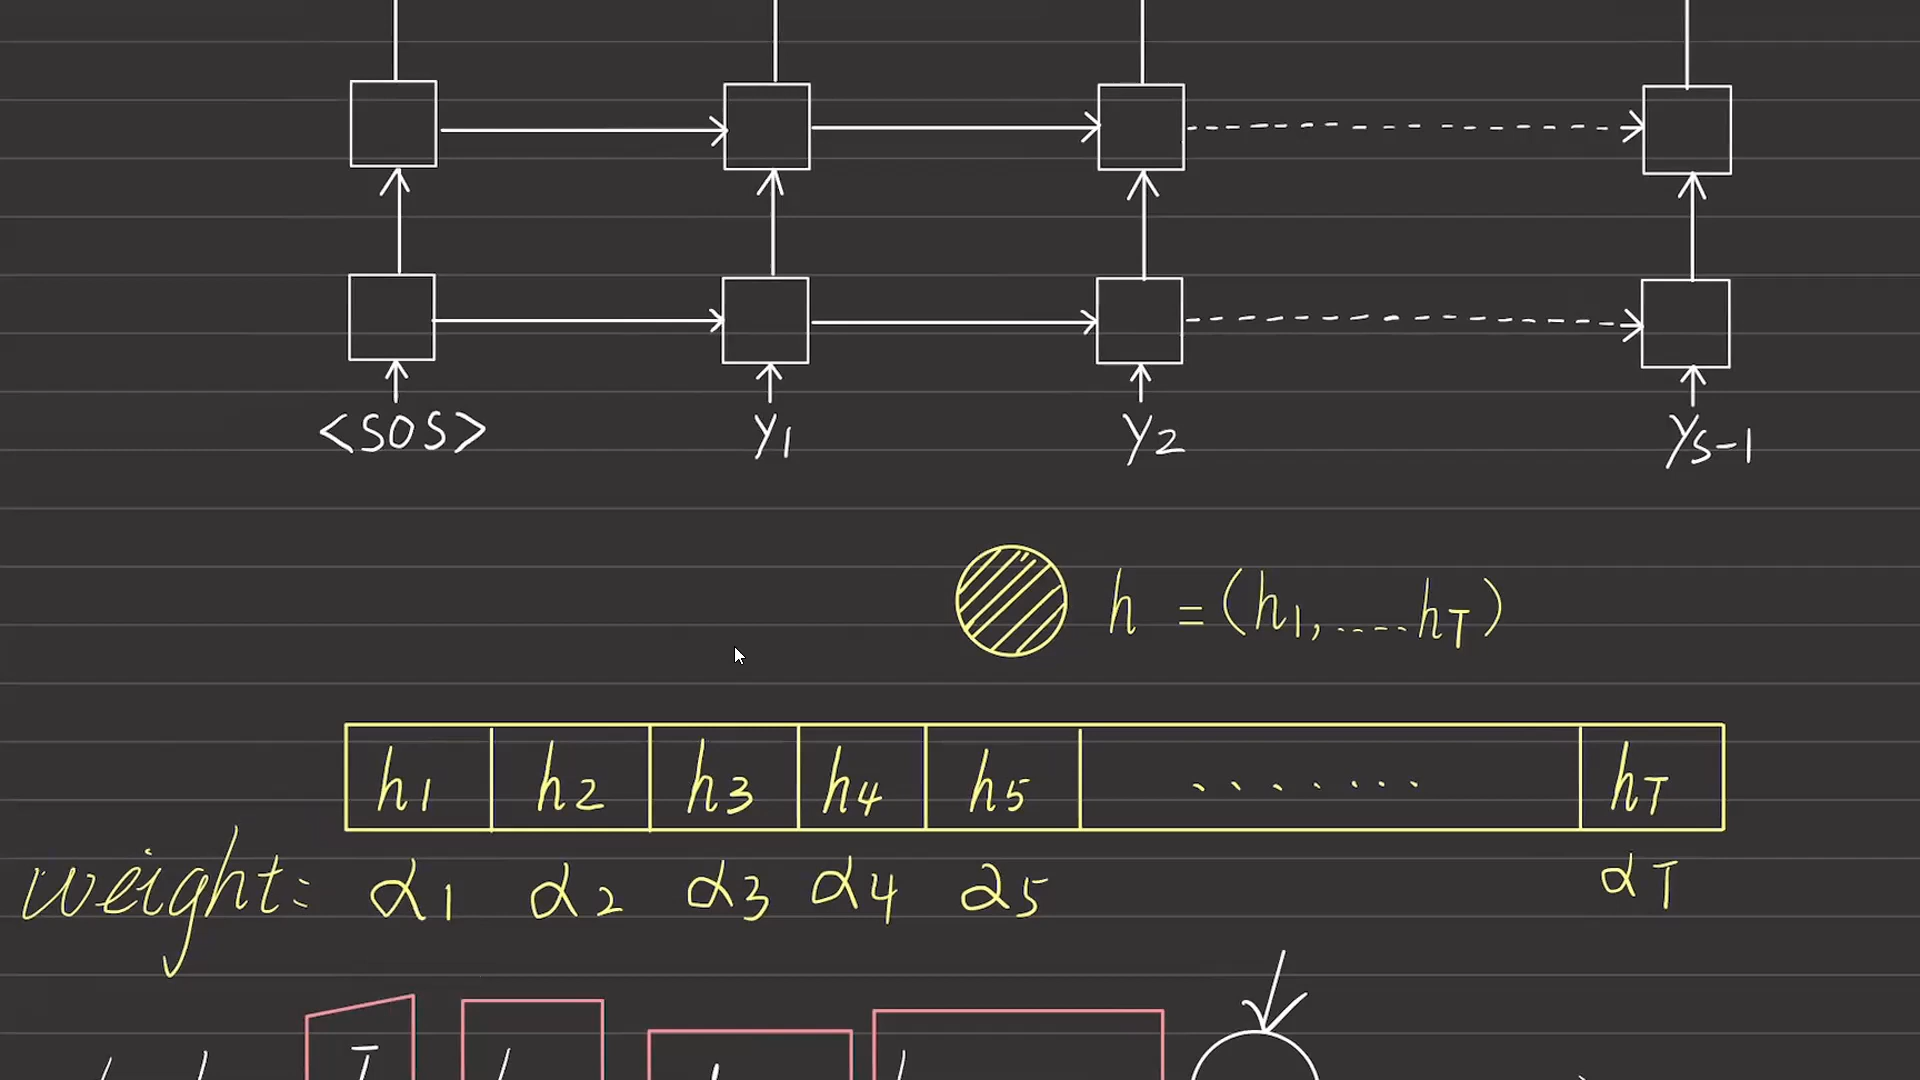 <SOS> y1 y2 ys-1
h = (h1, ..... hT)
h1 h2 h3 h4 h5 ....... hT
weight: α1 α2 α3 α4 α5 αT